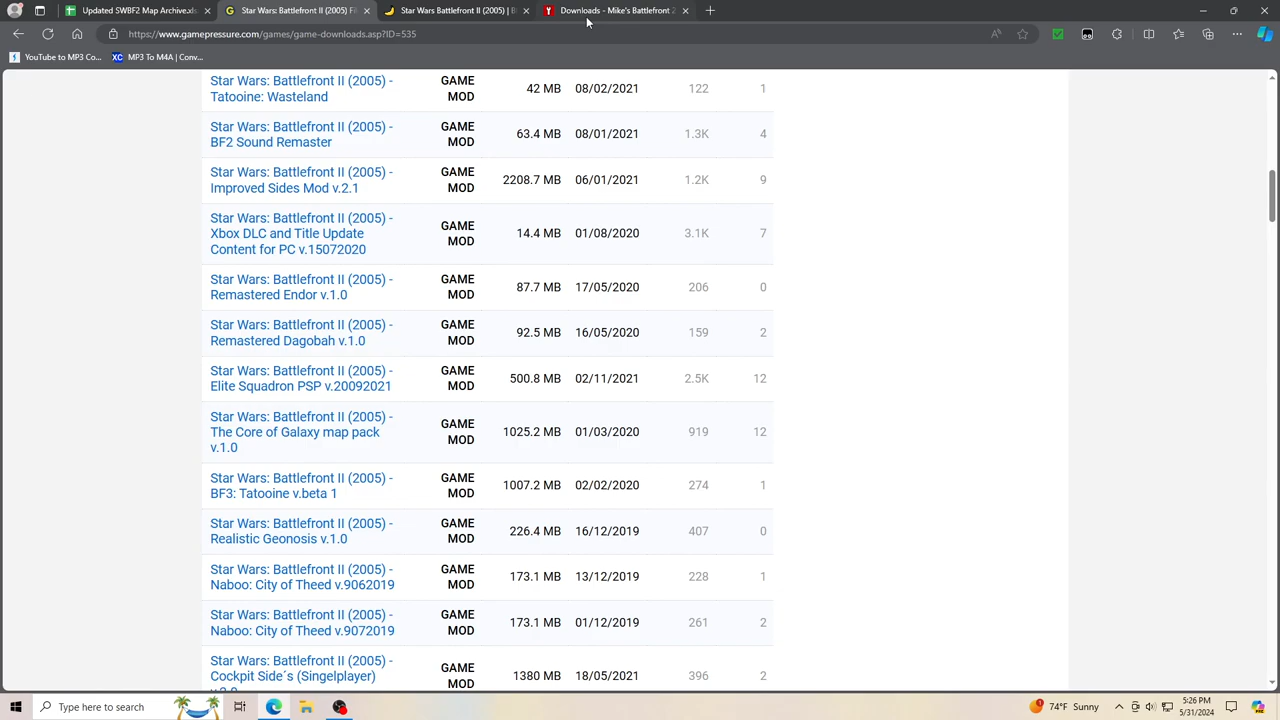 Updated SWBF2 Map Archive.xls
Star Wars: Battlefront II (2005) Fi
Star Wars Battlefront II (2005) | B
Downloads - Mike's Battlefront 2
https://www.gamepressure.com/games/game-downloads.asp?ID=535
YouTube to MP3 Co...
XC MP3 To M4A | Conv...
Star Wars: Battlefront II (2005) - GAME
Tatooine: Wasteland MOD 42 MB 08/02/2021 122 1
Star Wars: Battlefront II (2005) - GAME
BF2 Sound Remaster MOD 63.4 MB 08/01/2021 1.3K 4
Star Wars: Battlefront II (2005) - GAME
Improved Sides Mod v.2.1 MOD 2208.7 MB 06/01/2021 1.2K 9
Star Wars: Battlefront II (2005) - GAME
Xbox DLC and Title Update MOD 14.4 MB 01/08/2020 3.1K 7
Content for PC v.15072020
Star Wars: Battlefront II (2005) - GAME
Remastered Endor v.1.0 MOD 87.7 MB 17/05/2020 206 0
Star Wars: Battlefront II (2005) - GAME
Remastered Dagobah v.1.0 MOD 92.5 MB 16/05/2020 159 2
Star Wars: Battlefront II (2005) - GAME
Elite Squadron PSP v.20092021 MOD 500.8 MB 02/11/2021 2.5K 12
Star Wars: Battlefront II (2005) - GAME
The Core of Galaxy map pack MOD 1025.2 MB 01/03/2020 919 12
v.1.0
Star Wars: Battlefront II (2005) - GAME
BF3: Tatooine v.beta 1 MOD 1007.2 MB 02/02/2020 274 1
Star Wars: Battlefront II (2005) - GAME
Realistic Geonosis v.1.0 MOD 226.4 MB 16/12/2019 407 0
Star Wars: Battlefront II (2005) - GAME
Naboo: City of Theed v.9062019 MOD 173.1 MB 13/12/2019 228 1
Star Wars: Battlefront II (2005) - GAME
Naboo: City of Theed v.9072019 MOD 173.1 MB 01/12/2019 261 2
Star Wars: Battlefront II (2005) - GAME
Cockpit Side´s (Singelplayer) MOD 1380 MB 18/05/2021 396 2
Type here to search
74°F Sunny
5:26 PM
5/31/2024